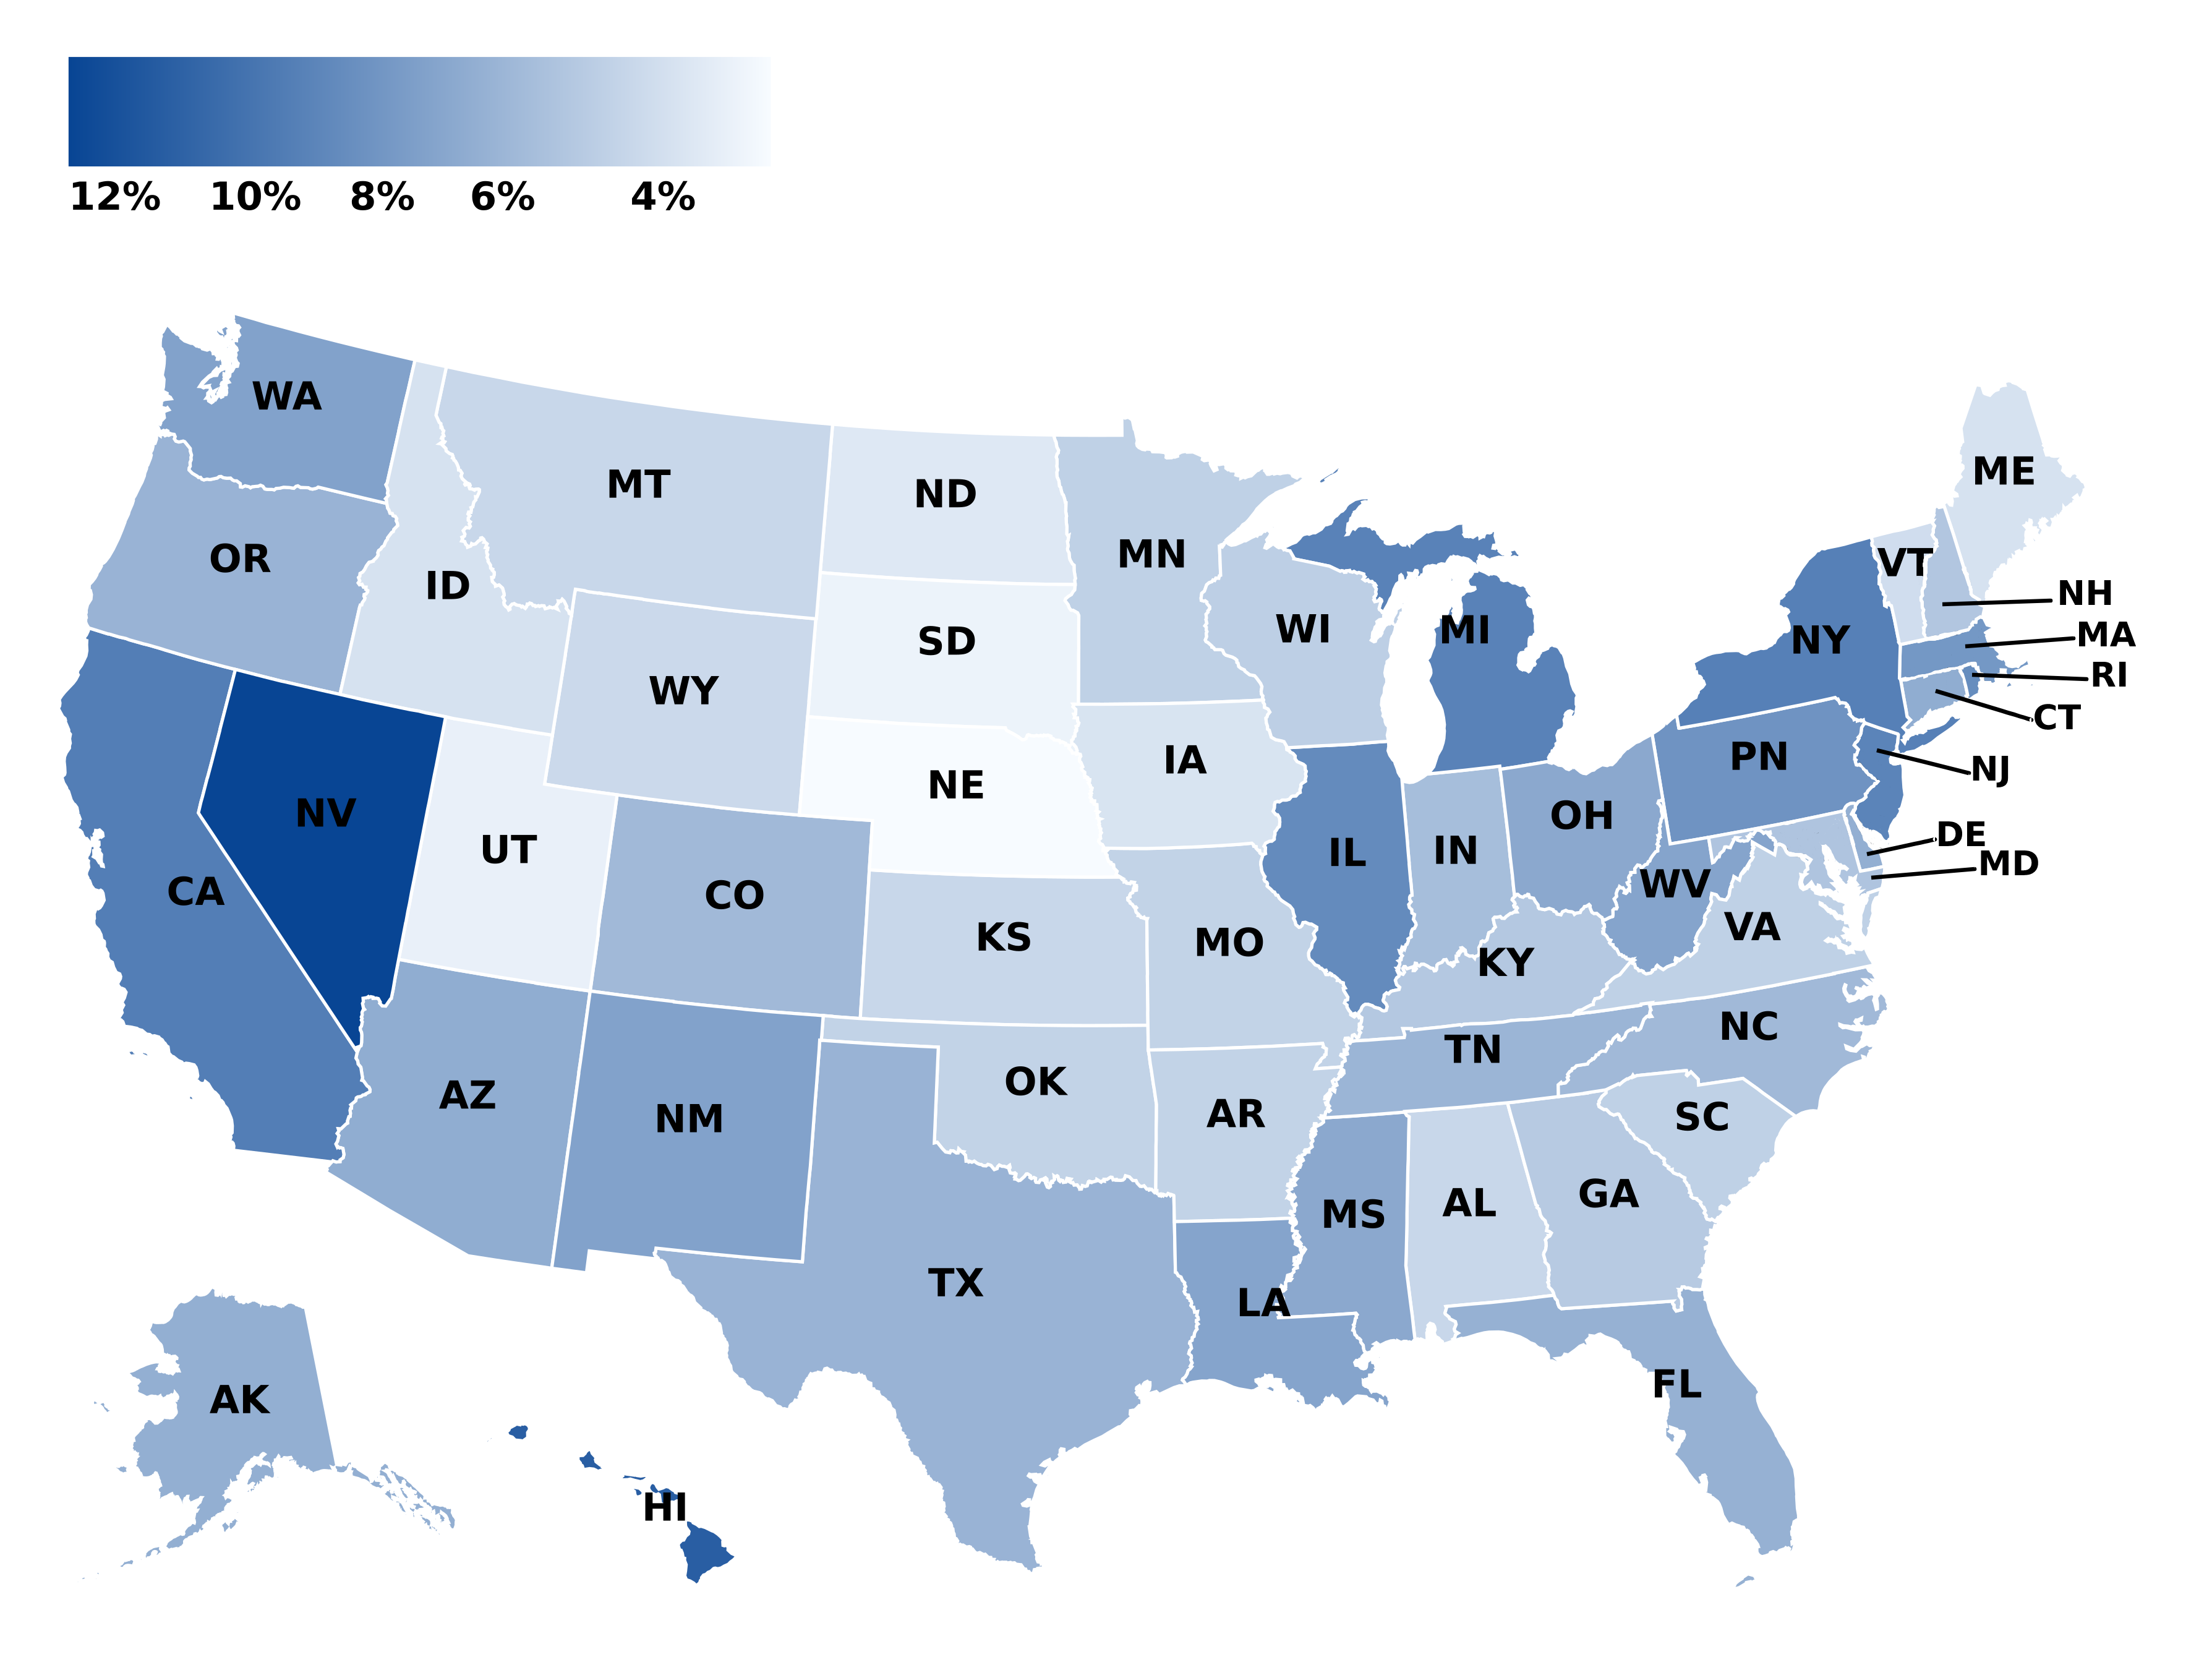 12% 10% 8% 6% 4%
WA
MT
ND
ME
OR
MN
VT
ID
NH
WI
MI
NY
MA
SD
RI
WY
CT
PN
IA
NJ
NE
NV
OH
UT
IL
IN
DE
MD
CA
CO
WV
VA
KS
MO
KY
NC
TN
OK
AZ
NM
AR
SC
GA
AL
MS
TX
LA
FL
AK
HI